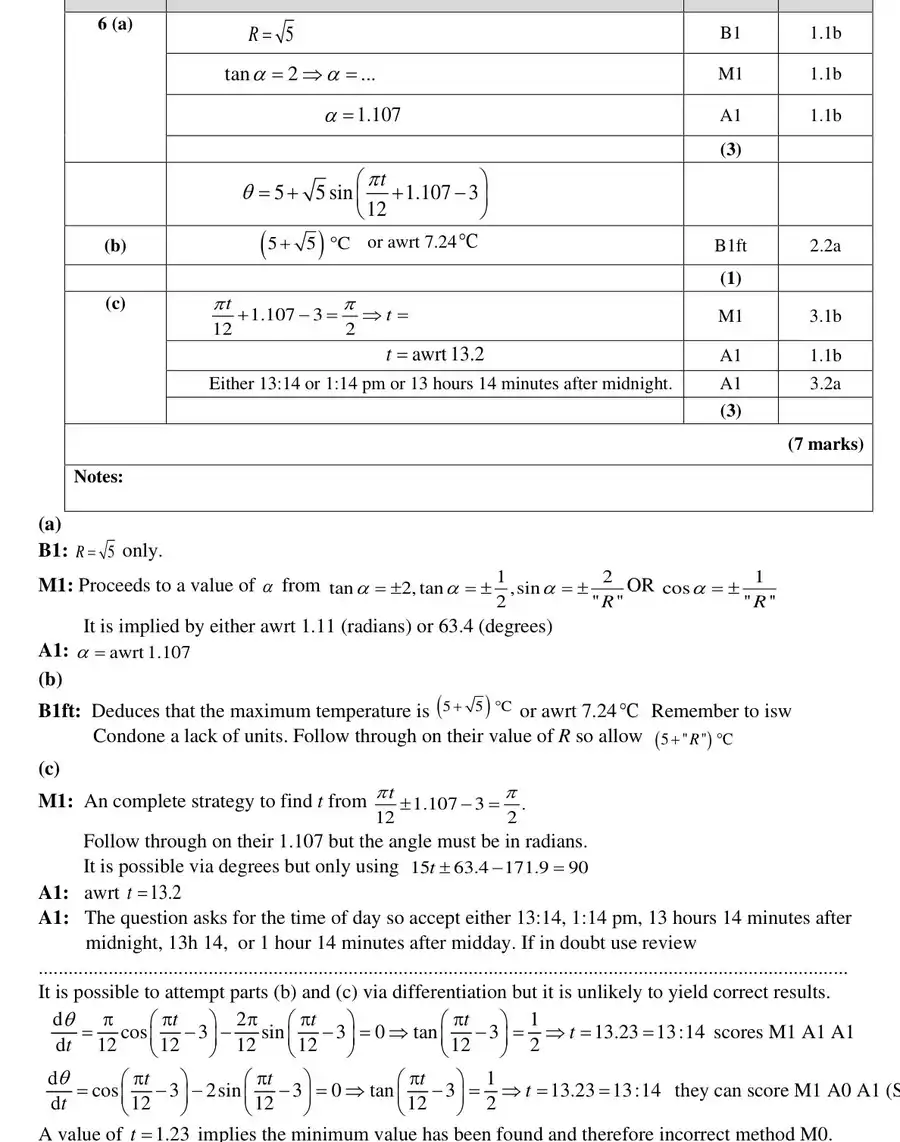 6 (a) R = √5 B1 1.1b
tan α = 2 ⇒ α = ... M1 1.1b
α = 1.107 A1 1.1b
(3)
θ = 5 + √5 sin(πt/12 + 1.107 − 3)
(b) (5 + √5) °C or awrt 7.24 °C B1ft 2.2a
(1)
(c) πt/12 + 1.107 − 3 = π/2 ⇒ t = M1 3.1b
t = awrt 13.2 A1 1.1b
Either 13:14 or 1:14 pm or 13 hours 14 minutes after midnight. A1 3.2a
(3)
(7 marks)
Notes:
(a)
B1: R = √5 only.
M1: Proceeds to a value of α from tan α = ±2, tan α = ±1/2, sin α = ±2/"R" OR cos α = ±1/"R"
It is implied by either awrt 1.11 (radians) or 63.4 (degrees)
A1: α = awrt 1.107
(b)
B1ft: Deduces that the maximum temperature is (5 + √5) °C or awrt 7.24 °C Remember to isw
Condone a lack of units. Follow through on their value of R so allow (5 + "R") °C
(c)
M1: An complete strategy to find t from πt/12 ± 1.107 − 3 = π/2.
Follow through on their 1.107 but the angle must be in radians.
It is possible via degrees but only using 15t ± 63.4 − 171.9 = 90
A1: awrt t = 13.2
A1: The question asks for the time of day so accept either 13:14, 1:14 pm, 13 hours 14 minutes after
midnight, 13h 14, or 1 hour 14 minutes after midday. If in doubt use review
It is possible to attempt parts (b) and (c) via differentiation but it is unlikely to yield correct results.
dθ/dt = π/12 cos(πt/12 − 3) − 2π/12 sin(πt/12 − 3) = 0 ⇒ tan(πt/12 − 3) = 1/2 ⇒ t = 13.23 = 13:14 scores M1 A1 A1
dθ/dt = cos(πt/12 − 3) − 2 sin(πt/12 − 3) = 0 ⇒ tan(πt/12 − 3) = 1/2 ⇒ t = 13.23 = 13:14 they can score M1 A0 A1 (S
A value of t = 1.23 implies the minimum value has been found and therefore incorrect method M0.